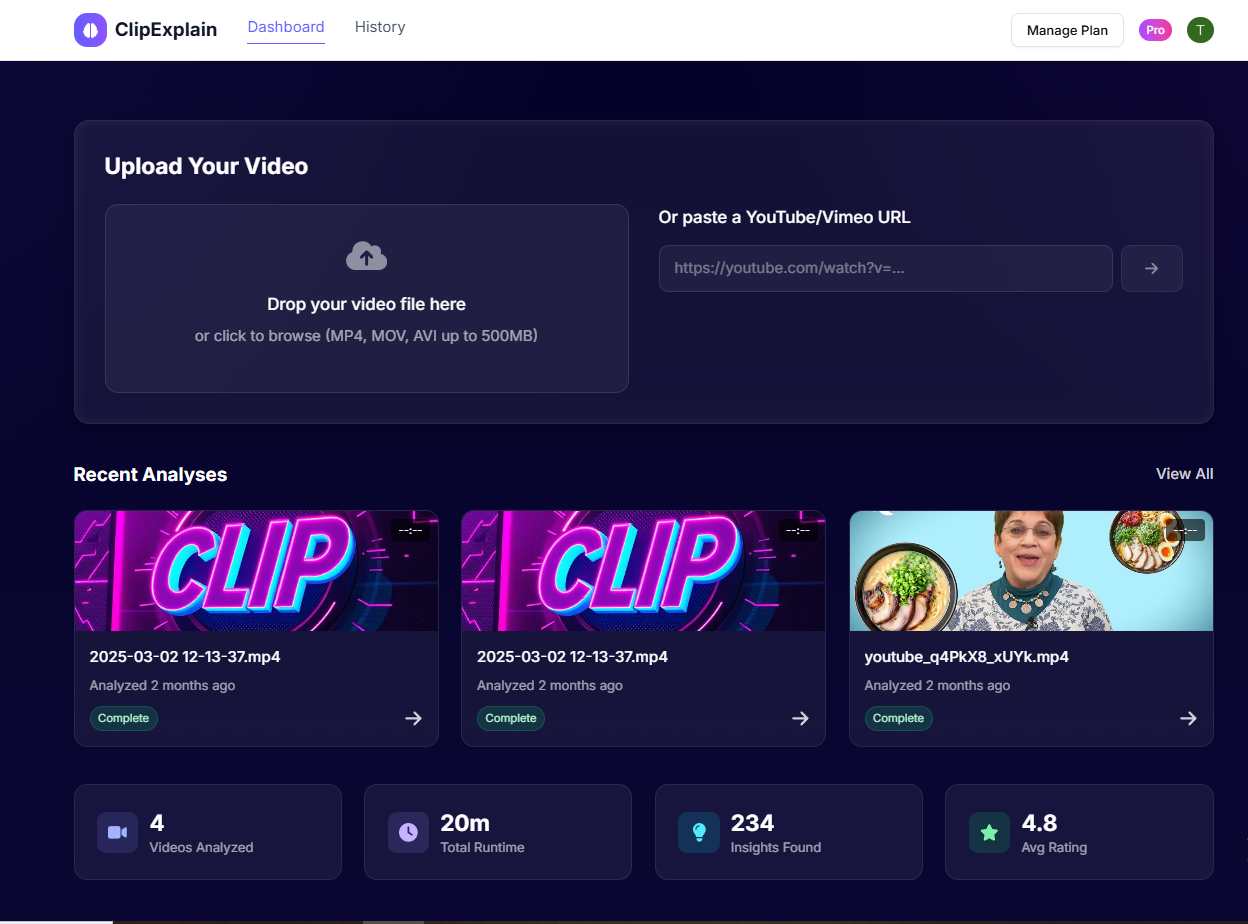 ClipExplain
Dashboard
History
Manage Plan
Pro
T
Upload Your Video
Drop your video file here
or click to browse (MP4, MOV, AVI up to 500MB)
Or paste a YouTube/Vimeo URL
https://youtube.com/watch?v=...
Recent Analyses
View All
CLIP
--:--
2025-03-02 12-13-37.mp4
Analyzed 2 months ago
Complete
CLIP
--:--
2025-03-02 12-13-37.mp4
Analyzed 2 months ago
Complete
--:--
youtube_q4PkX8_xUYk.mp4
Analyzed 2 months ago
Complete
4
Videos Analyzed
20m
Total Runtime
234
Insights Found
4.8
Avg Rating